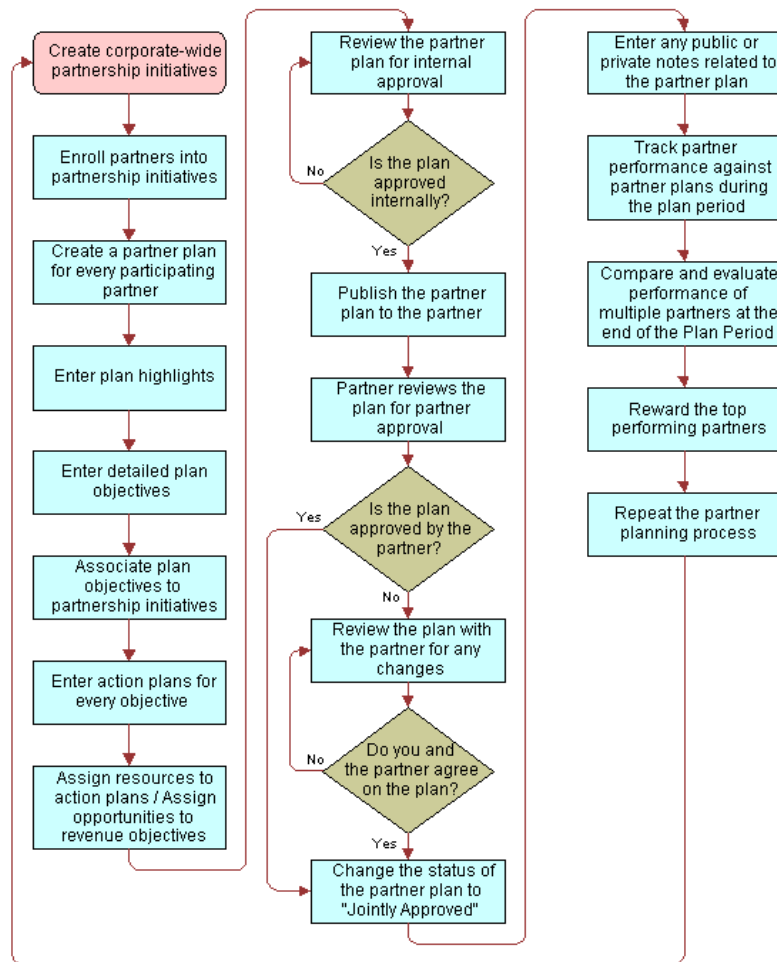 Create corporate-wide
partnership initiatives
Enroll partners into
partnership initiatives
Create a partner plan
for every participating
partner
Enter plan highlights
Enter detailed plan
objectives
Associate plan
objectives to
partnership initiatives
Enter action plans for
every objective
Assign resources to
action plans / Assign
opportunities to
revenue objectives
Review the partner
plan for internal
approval
Is the plan
approved
internally?
No
Yes
Publish the partner
plan to the partner
Partner reviews the
plan for partner
approval
Is the plan
approved by the
partner?
Yes
No
Review the plan with
the partner for any
changes
Do you and
the partner agree
on the plan?
No
Yes
Change the status of
the partner plan to
"Jointly Approved"
Enter any public or
private notes related to
the partner plan
Track partner
performance against
partner plans during
the plan period
Compare and evaluate
performance of
multiple partners at the
end of the Plan Period
Reward the top
performing partners
Repeat the partner
planning process